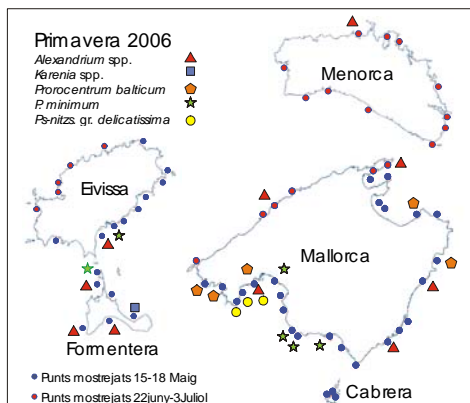 Primavera 2006
Alexandrium spp.
Karenia spp.
Prorocentrum balticum
P. minimum
Ps-nitzs. gr. delicatissima
Menorca
Eivissa
Mallorca
Formentera
Cabrera
Punts mostrejats 15-18 Maig
Punts mostrejats 22juny-3Juliol